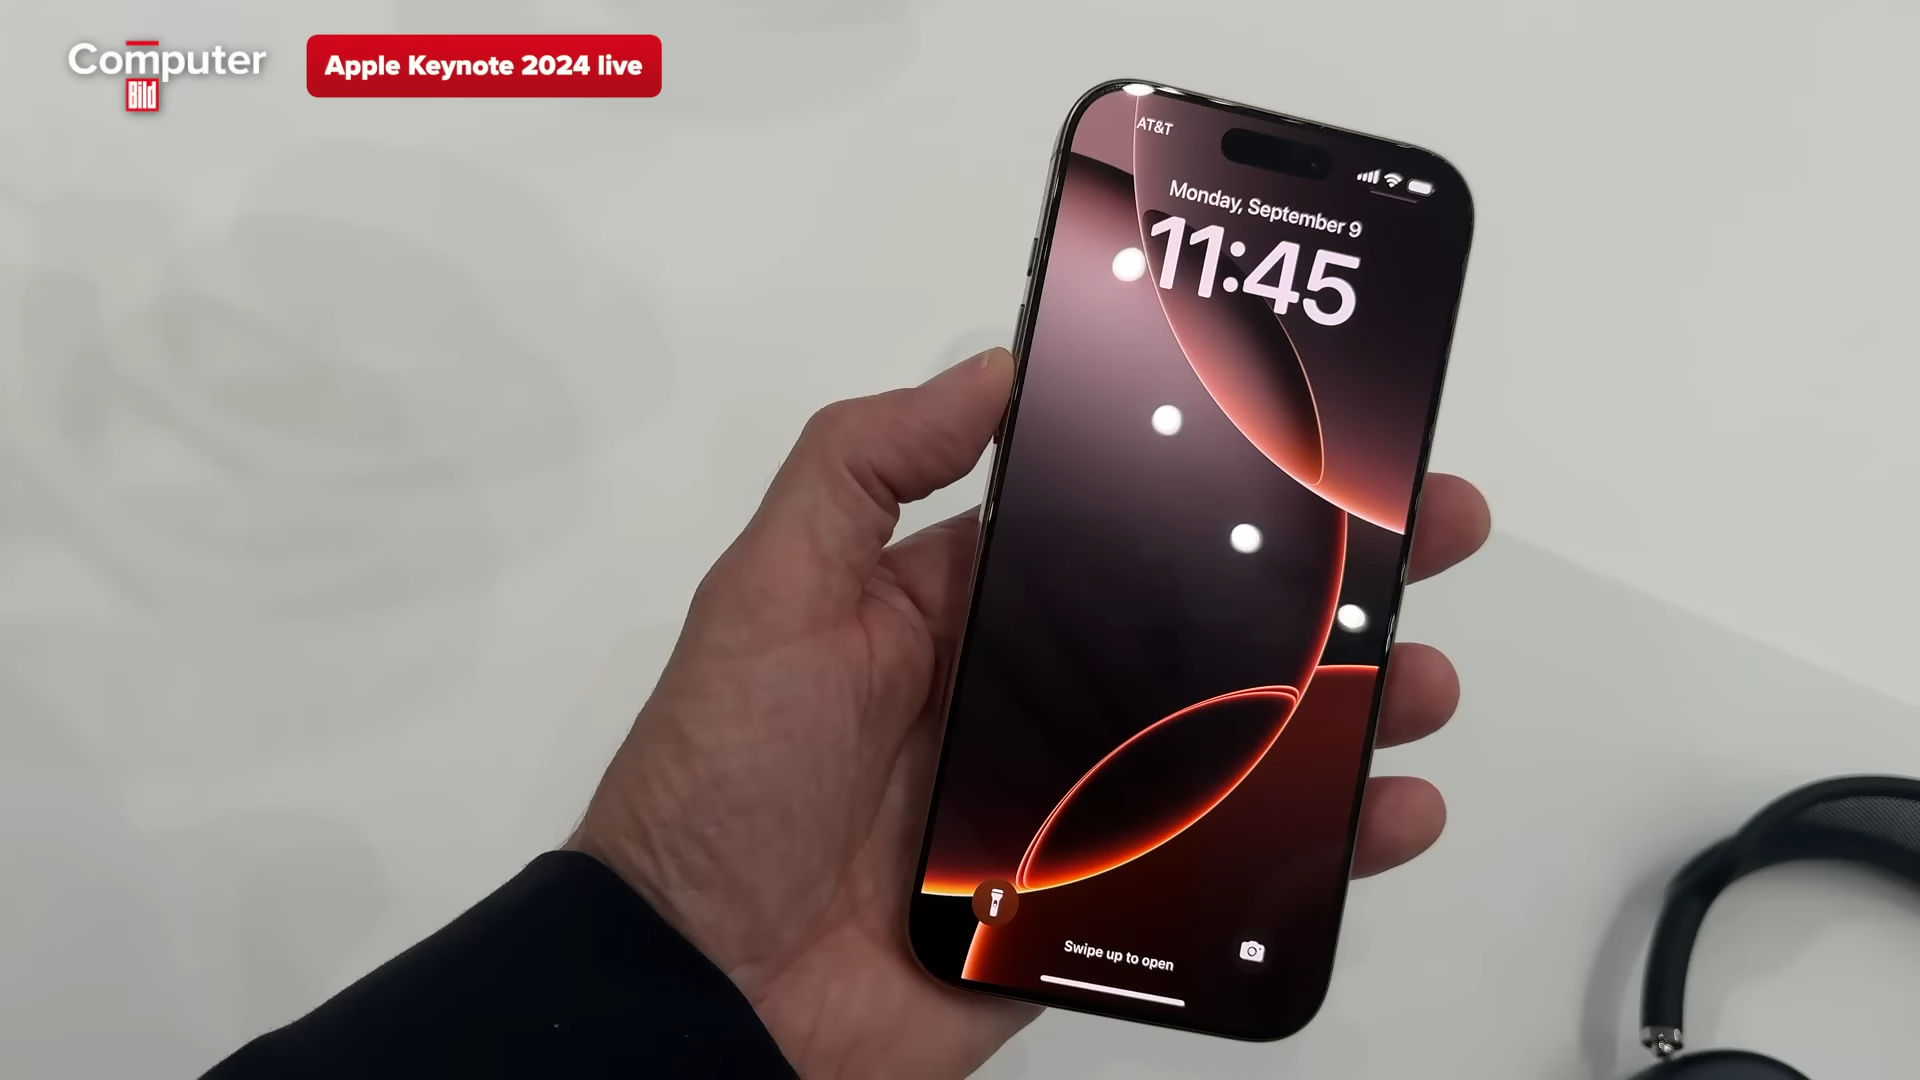 Computer
Bild
Apple Keynote 2024 live
AT&T
Monday, September 9
11:45
Swipe up to open